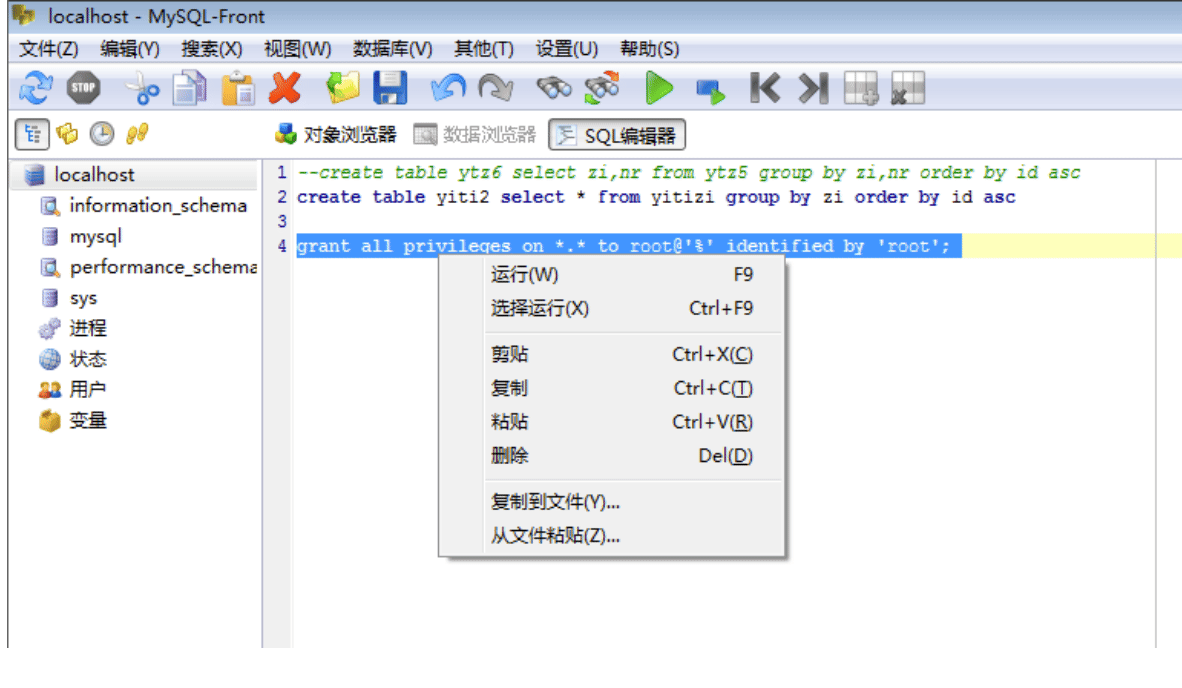 localhost - MySQL-Front
文件(Z) 编辑(Y) 搜索(X) 视图(W) 数据库(V) 其他(T) 设置(U) 帮助(S)
STOP
对象浏览器 数据浏览器 SQL编辑器
localhost
information_schema
mysql
performance_schema
sys
进程
状态
用户
变量
1 --create table ytz6 select zi,nr from ytz5 group by zi,nr order by id asc
2 create table yiti2 select * from yitizi group by zi order by id asc
3
4 grant all privileges on *.* to root@'%' identified by 'root';
运行(W) F9
选择运行(X) Ctrl+F9
剪贴 Ctrl+X(C)
复制 Ctrl+C(T)
粘贴 Ctrl+V(R)
删除 Del(D)
复制到文件(Y)...
从文件粘贴(Z)...